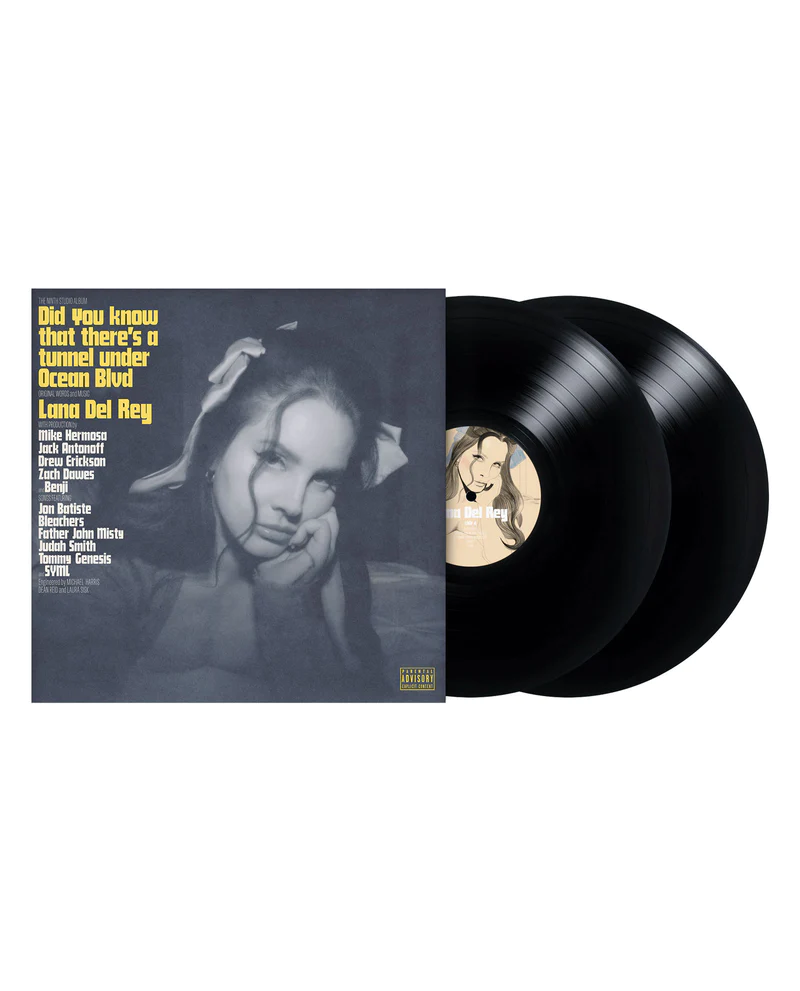 THE NINTH STUDIO ALBUM
Did you know
that there's a
tunnel under
Ocean Blvd
ORIGINAL WORDS and MUSIC
Lana Del Rey
WITH PRODUCTION by
Mike Hermosa
Jack Antonoff
Drew Erickson
Zach Dawes
and Benji
SONGS FEATURING
Jon Batiste
Bleachers
Father John Misty
Judah Smith
Tommy Genesis
and SYML
Engineered by MICHAEL HARRIS
DEAN REID and LAURA SISK
PARENTAL
ADVISORY
EXPLICIT CONTENT
na Del Rey